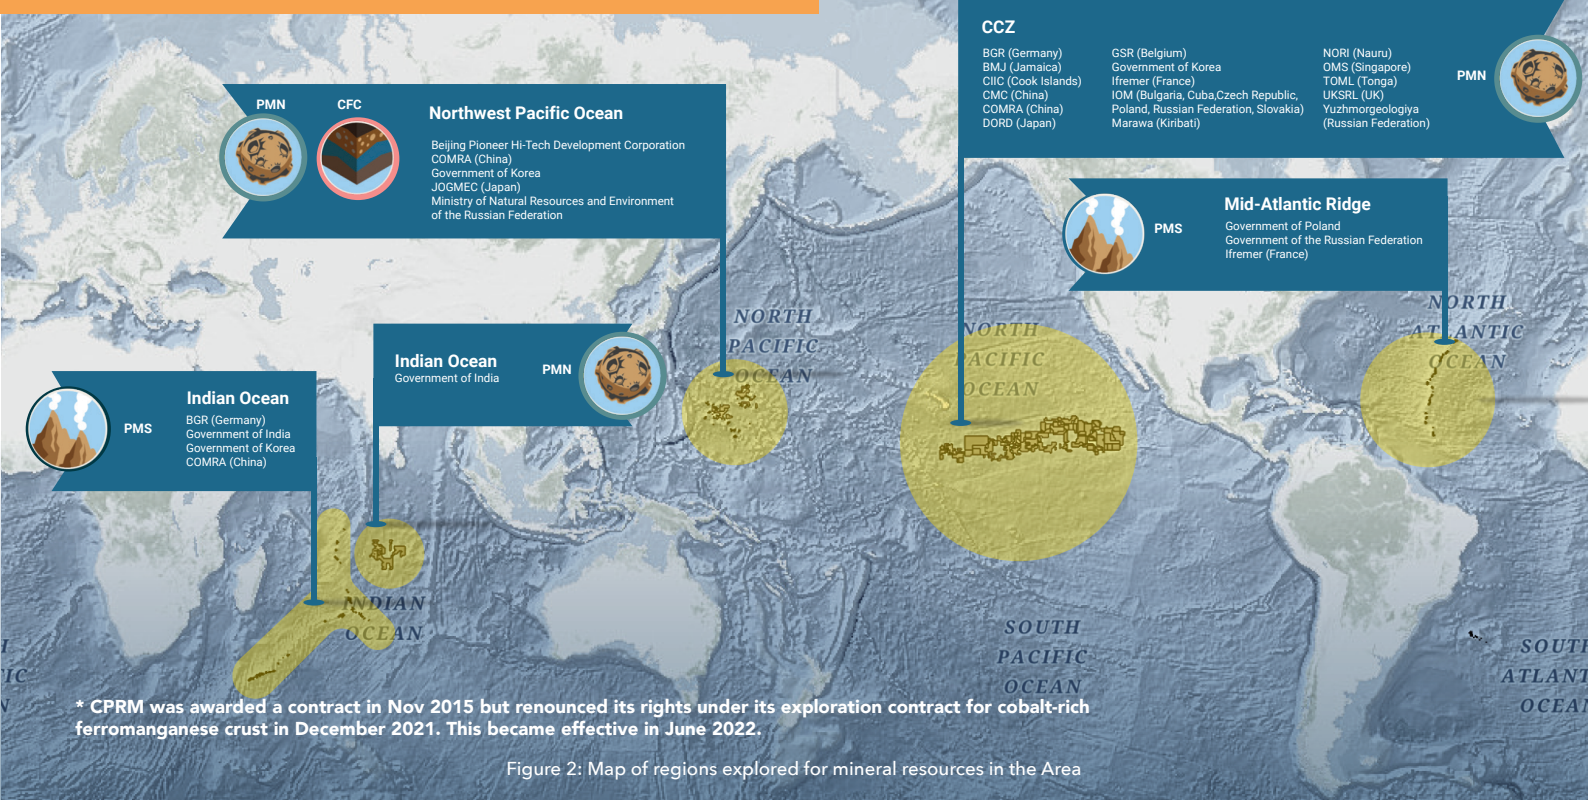 CCZ
BGR (Germany)
BMJ (Jamaica)
CIIC (Cook Islands)
CMC (China)
COMRA (China)
DORD (Japan)
GSR (Belgium)
Government of Korea
Ifremer (France)
IOM (Bulgaria, Cuba,Czech Republic,
Poland, Russian Federation, Slovakia)
Marawa (Kiribati)
NORI (Nauru)
OMS (Singapore)
TOML (Tonga)
UKSRL (UK)
Yuzhmorgeologiya
(Russian Federation)
PMN
PMN
CFC
Northwest Pacific Ocean
Beijing Pioneer Hi-Tech Development Corporation
COMRA (China)
Government of Korea
JOGMEC (Japan)
Ministry of Natural Resources and Environment
of the Russian Federation
PMS
Mid-Atlantic Ridge
Government of Poland
Government of the Russian Federation
Ifremer (France)
NORTH
PACIFIC
OCEAN
NORTH
PACIFIC
OCEAN
NORTH
ATLANTIC
OCEAN
Indian Ocean
Government of India
PMN
PMS
Indian Ocean
BGR (Germany)
Government of India
Government of Korea
COMRA (China)
INDIAN
OCEAN
SOUTH
PACIFIC
OCEAN
SOUTH
ATLANT
OCEAN
* CPRM was awarded a contract in Nov 2015 but renounced its rights under its exploration contract for cobalt-rich
ferromanganese crust in December 2021. This became effective in June 2022.
Figure 2: Map of regions explored for mineral resources in the Area